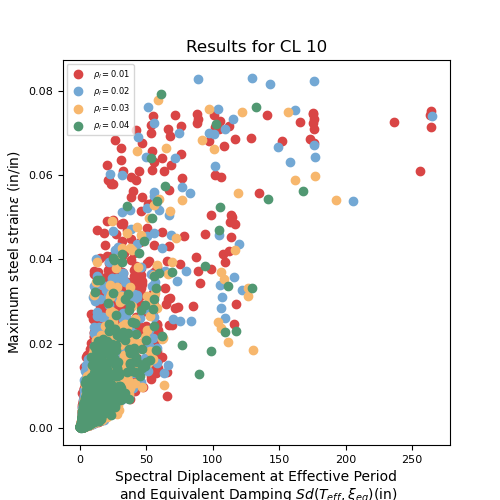 Results for CL 10
ρₗ = 0.01
ρₗ = 0.02
ρₗ = 0.03
ρₗ = 0.04
0.08
0.06
0.04
0.02
0.00
Maximum steel strainε (in/in)
0 50 100 150 200 250
Spectral Diplacement at Effective Period
and Equivalent Damping Sd(T_eff, ξ_eq)(in)